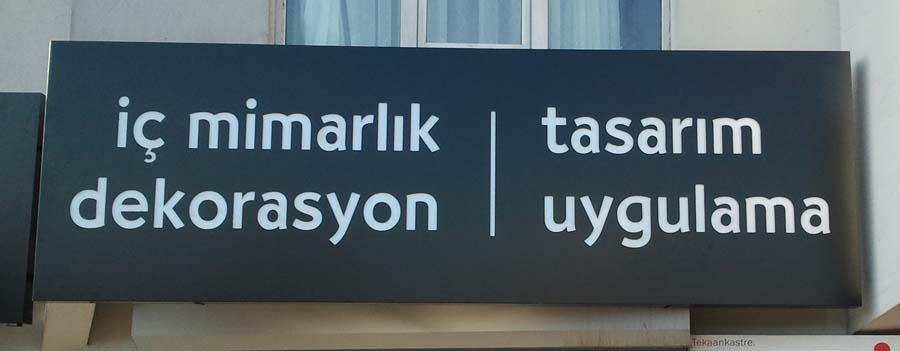 iç mimarlık
dekorasyon
tasarım
uygulama
Tekaankastre.